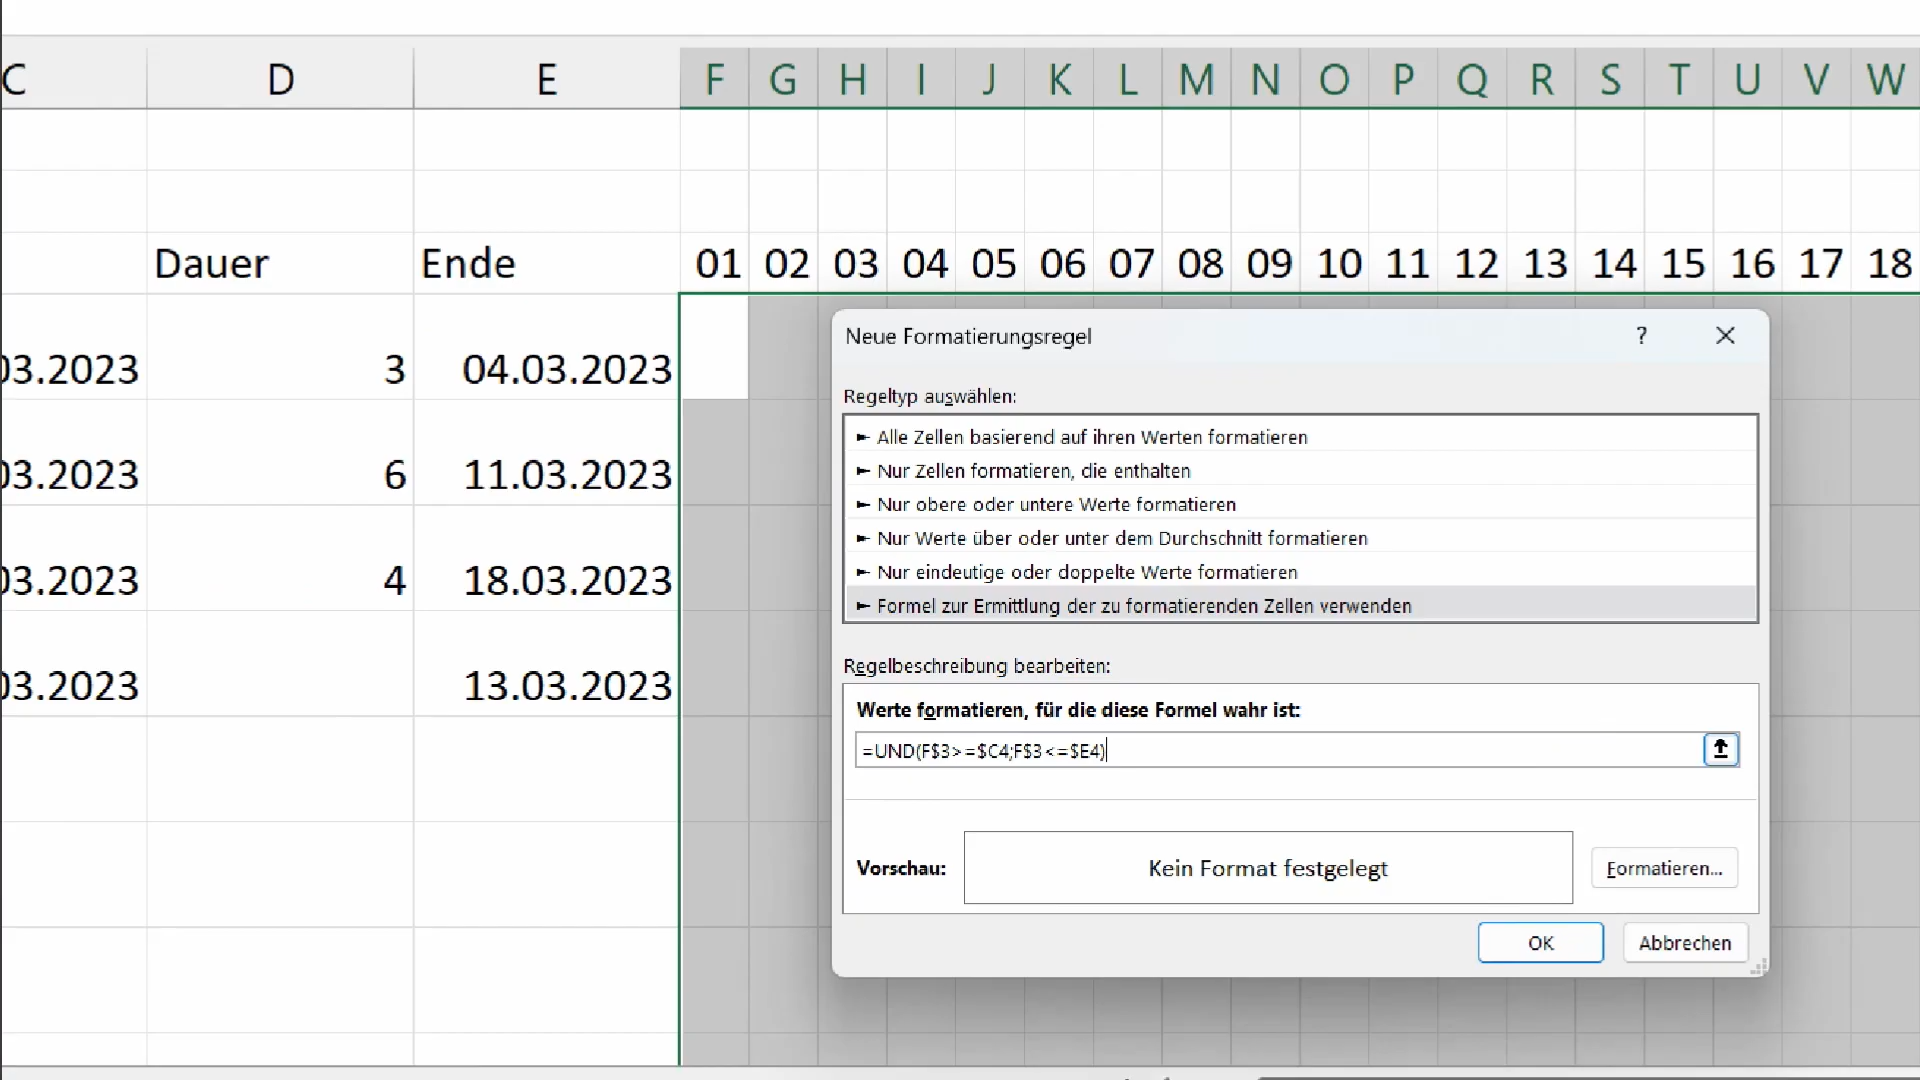 C D E F G H I J K L M N O P Q R S T U V W
Dauer Ende 01 02 03 04 05 06 07 08 09 10 11 12 13 14 15 16 17 18
03.2023 3 04.03.2023
03.2023 6 11.03.2023
03.2023 4 18.03.2023
03.2023 13.03.2023
Neue Formatierungsregel ?
Regeltyp auswählen:
► Alle Zellen basierend auf ihren Werten formatieren
► Nur Zellen formatieren, die enthalten
► Nur obere oder untere Werte formatieren
► Nur Werte über oder unter dem Durchschnitt formatieren
► Nur eindeutige oder doppelte Werte formatieren
► Formel zur Ermittlung der zu formatierenden Zellen verwenden
Regelbeschreibung bearbeiten:
Werte formatieren, für die diese Formel wahr ist:
=UND(F$3>=$C4;F$3<=$E4)
Vorschau: Kein Format festgelegt Formatieren...
OK Abbrechen